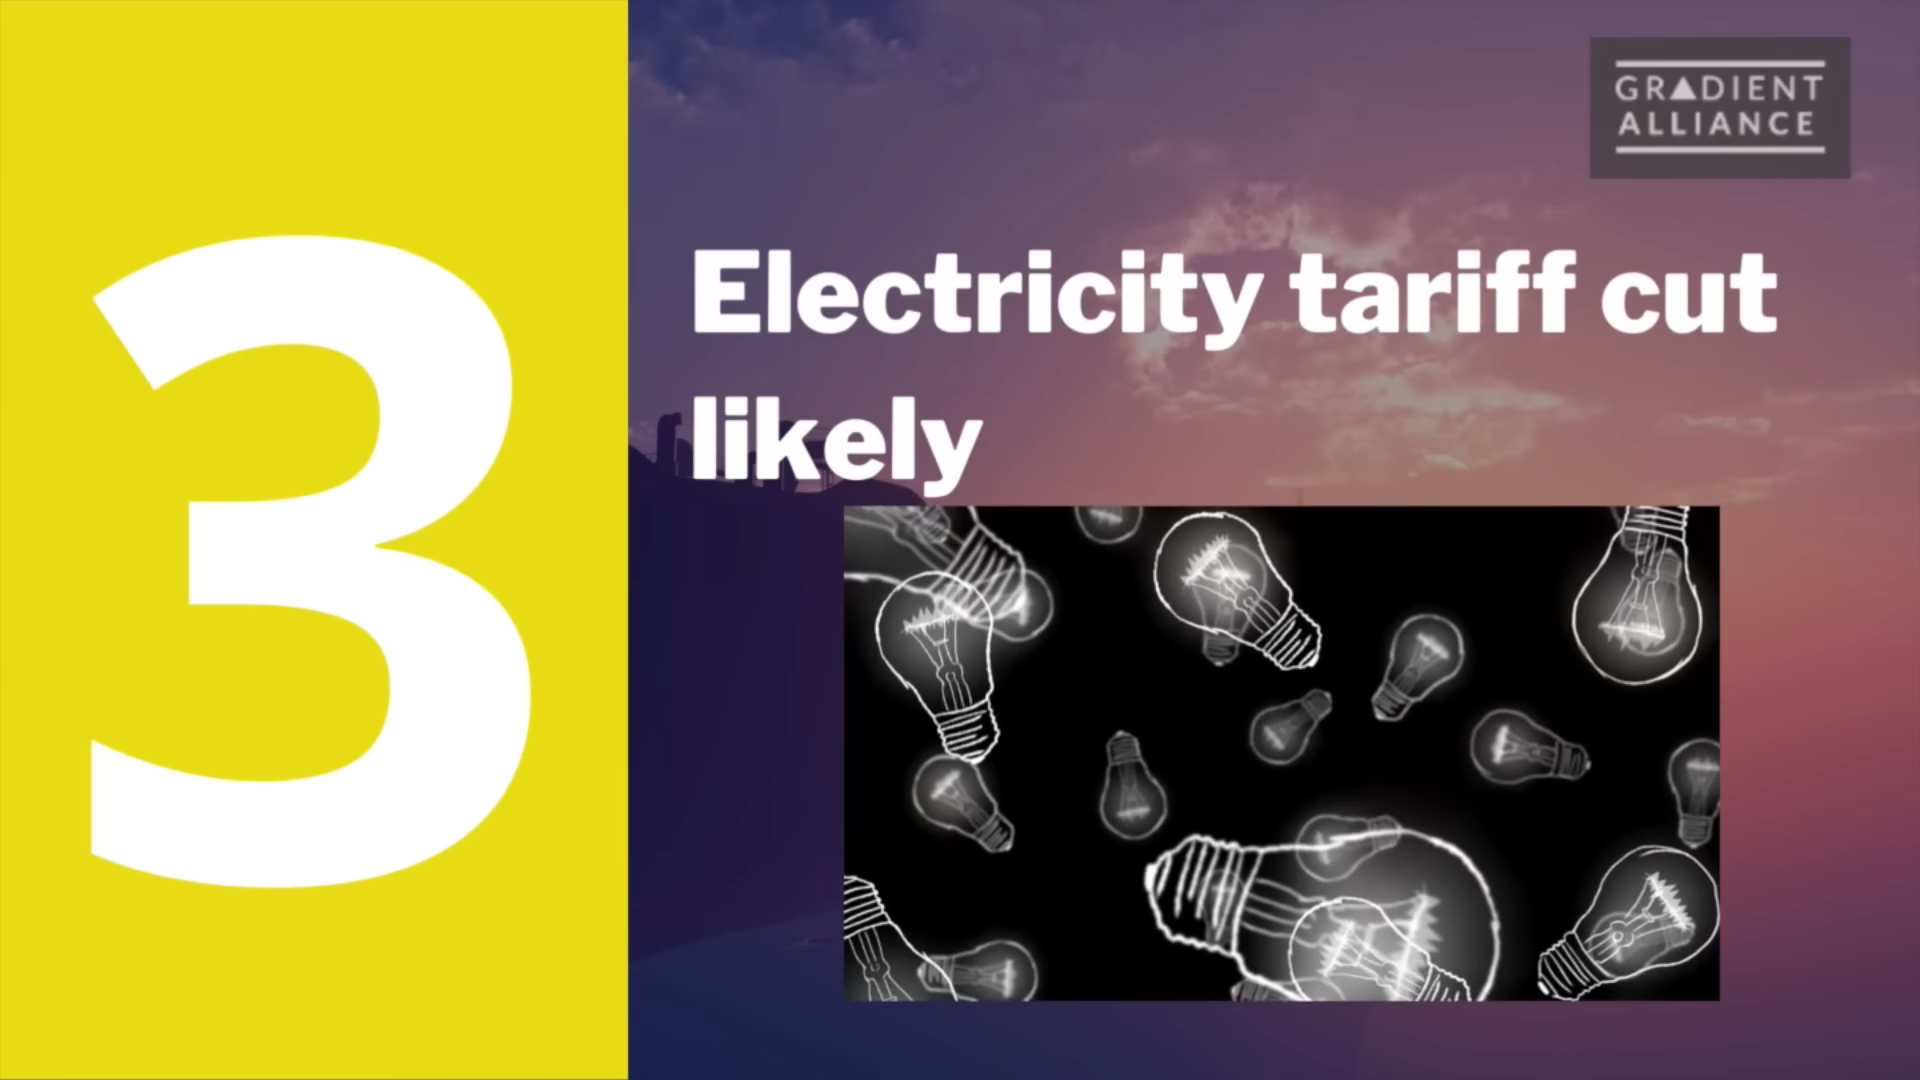 3
GRADIENT
ALLIANCE
Electricity tariff cut
likely